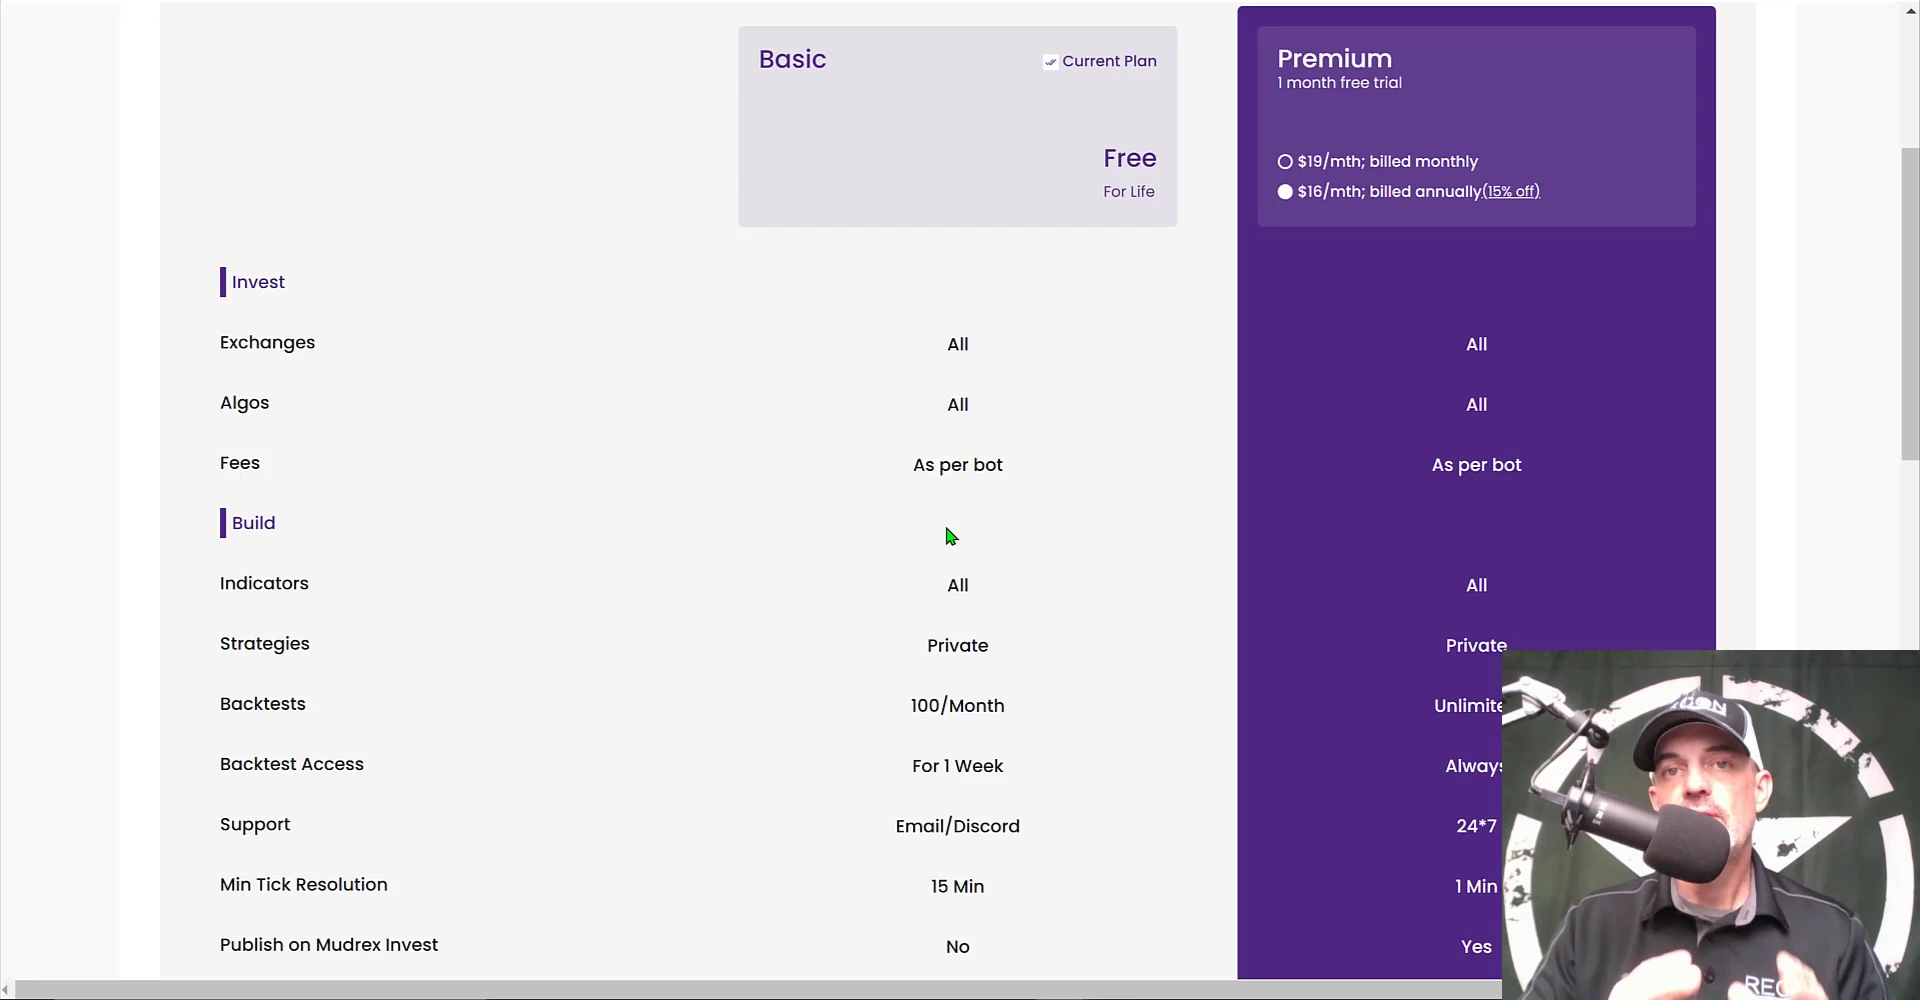 Basic
Current Plan
Free
For Life
Premium
1 month free trial
$19/mth; billed monthly
$16/mth; billed annually(15% off)
Invest
Exchanges All All
Algos All All
Fees As per bot As per bot
Build
Indicators All All
Strategies Private Private
Backtests 100/Month Unlimite
Backtest Access For 1 Week Always
Support Email/Discord 24*7
Min Tick Resolution 15 Min 1 Min
Publish on Mudrex Invest No Yes